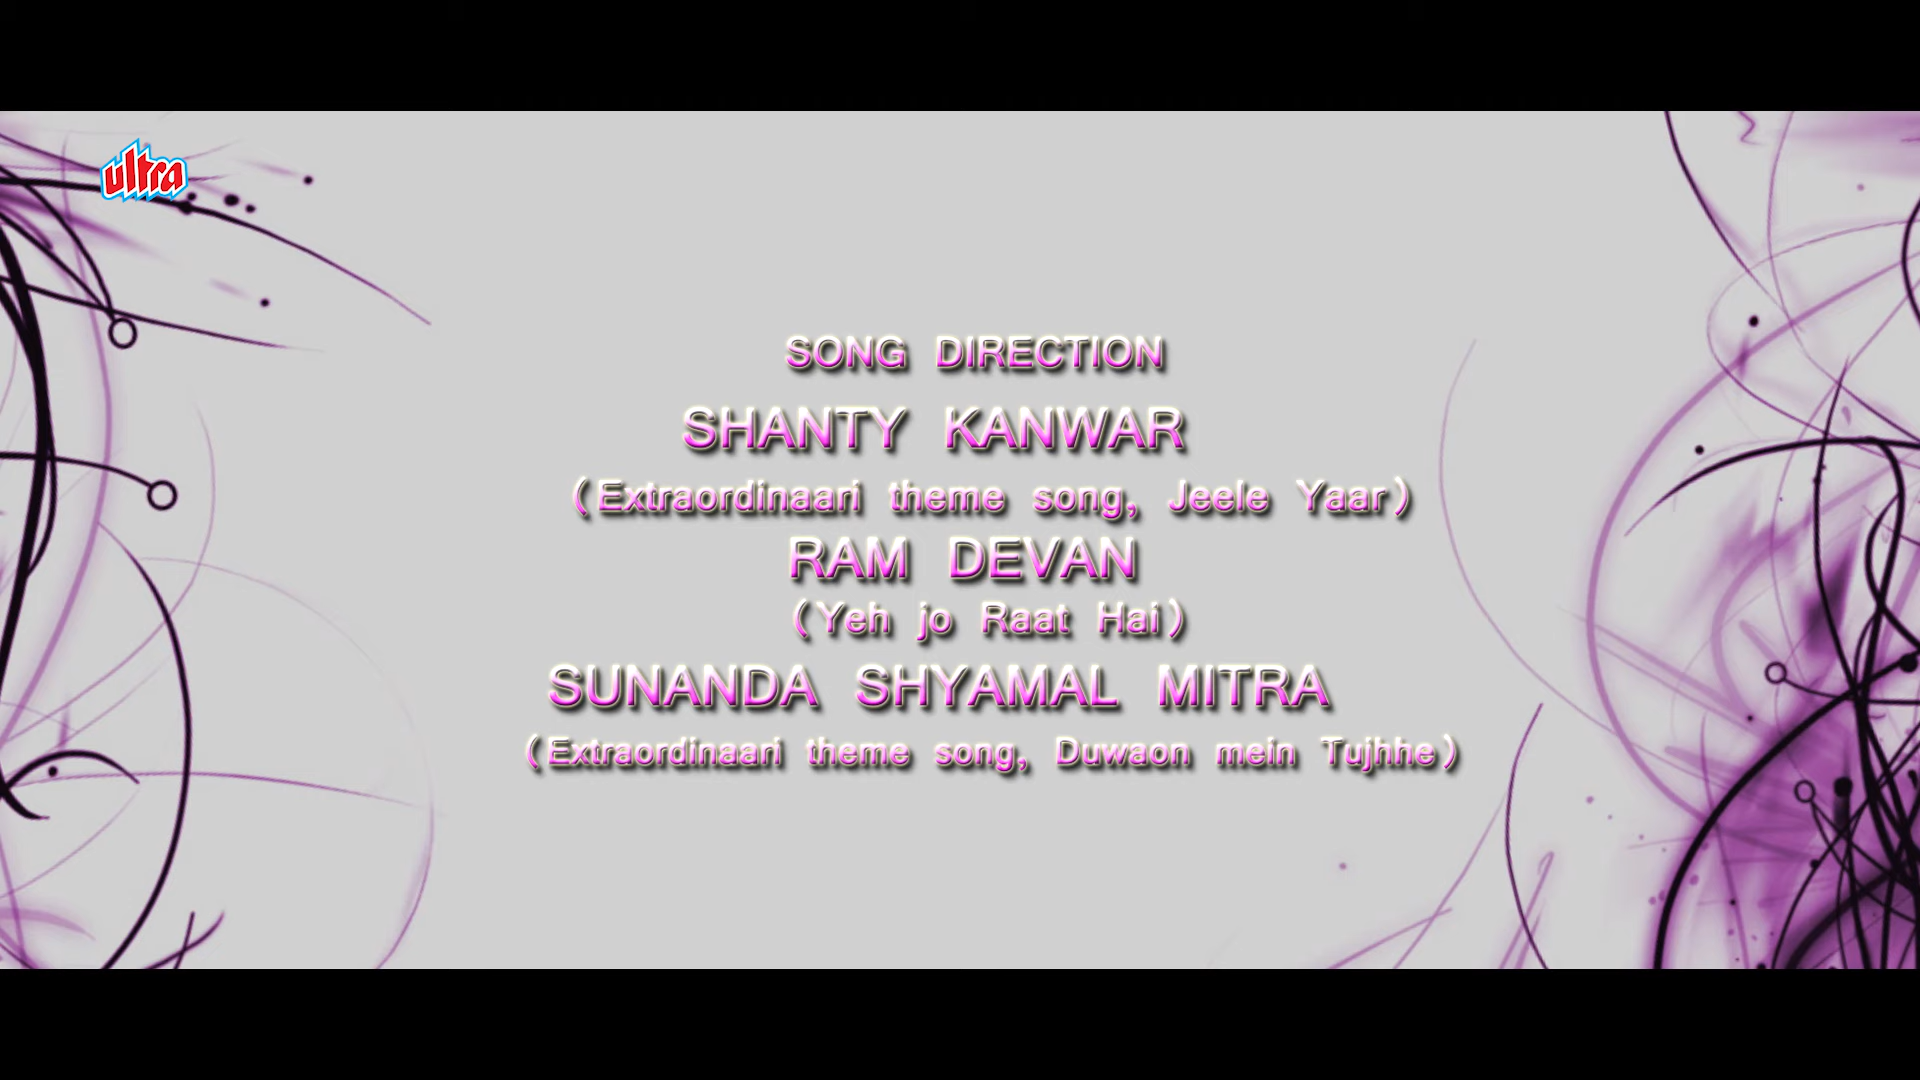 ultra
SONG DIRECTION
SHANTY KANWAR
(Extraordinaari theme song, Jeele Yaar)
RAM DEVAN
(Yeh jo Raat Hai)
SUNANDA SHYAMAL MITRA
(Extraordinaari theme song, Duwaon mein Tujhhe)